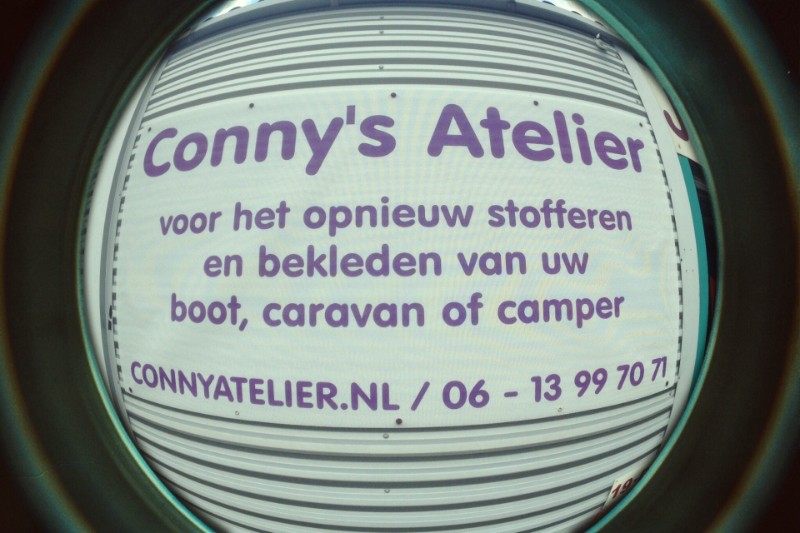 Conny's Atelier
voor het opnieuw stofferen
en bekleden van uw
boot, caravan of camper
CONNYATELIER.NL / 06 - 13 99 70 71